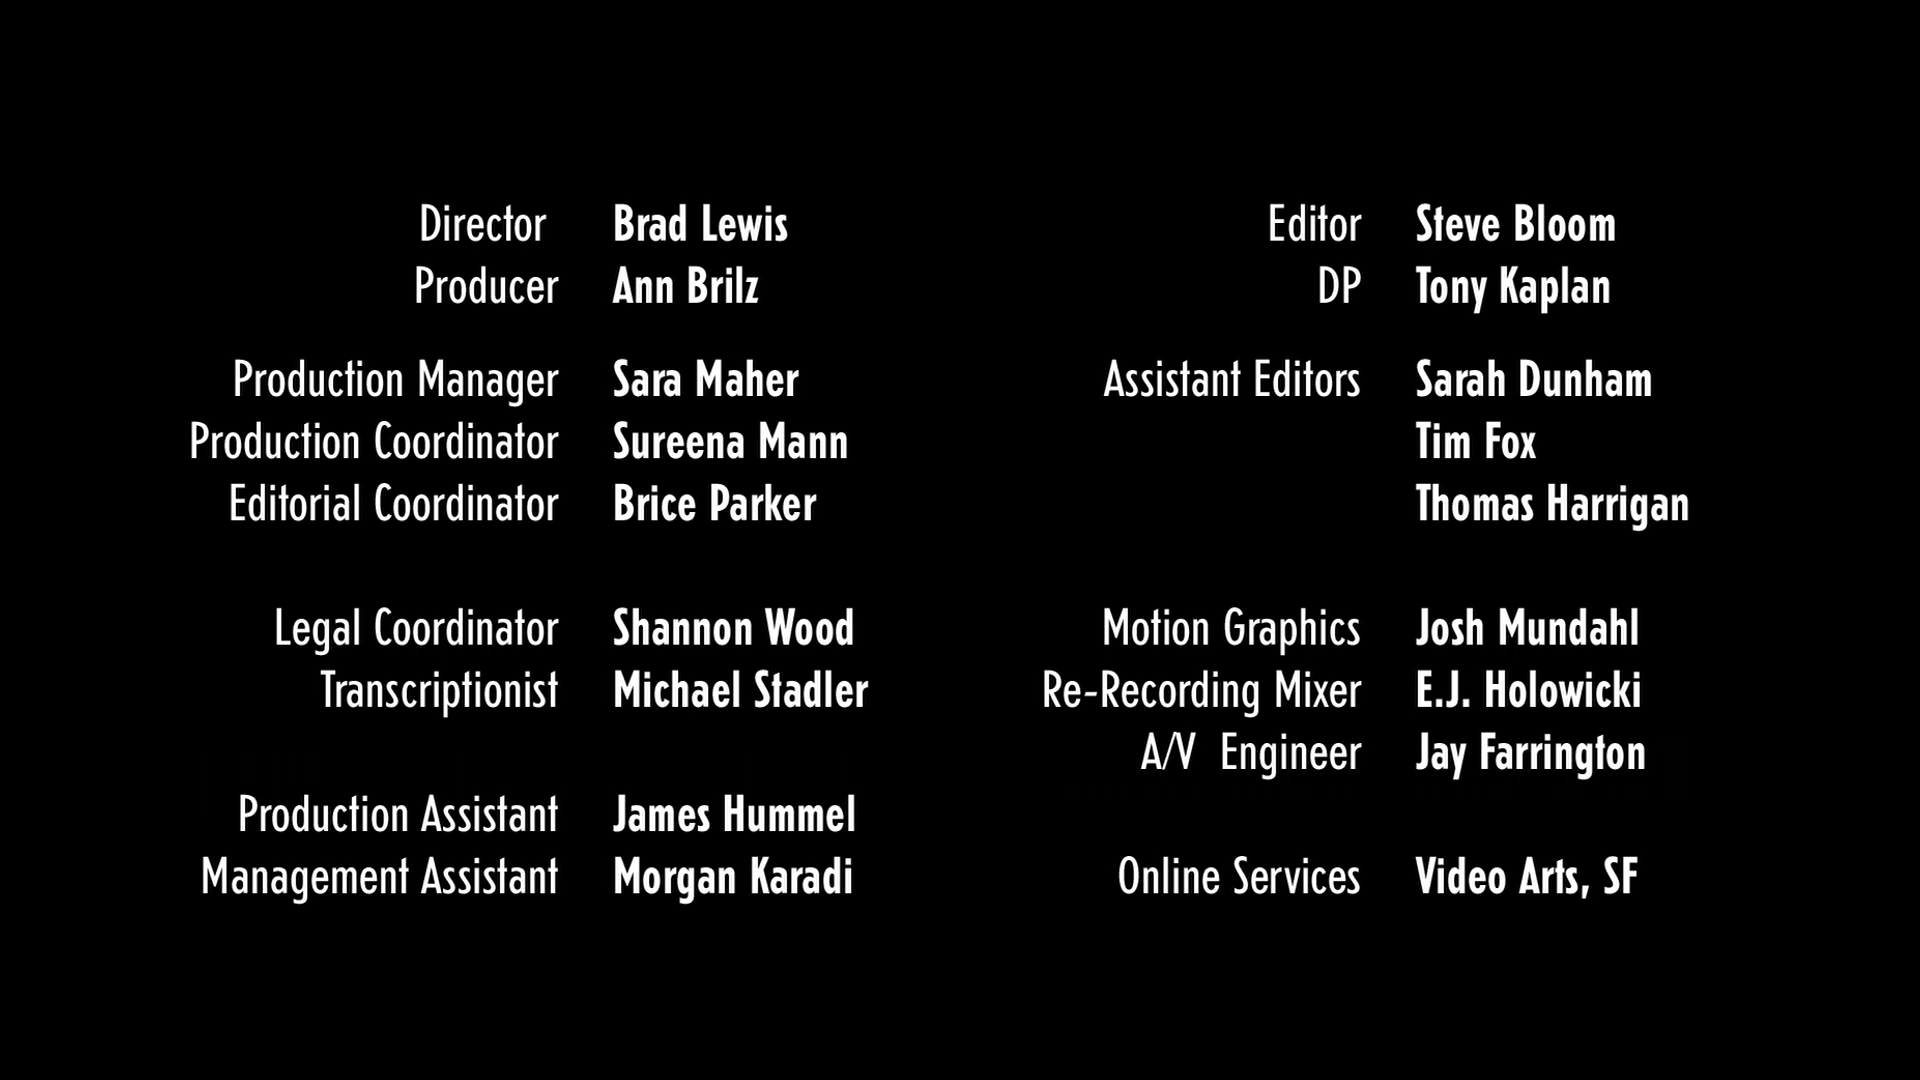 Director Brad Lewis
Producer Ann Brilz
Production Manager Sara Maher
Production Coordinator Sureena Mann
Editorial Coordinator Brice Parker
Legal Coordinator Shannon Wood
Transcriptionist Michael Stadler
Production Assistant James Hummel
Management Assistant Morgan Karadi
Editor Steve Bloom
DP Tony Kaplan
Assistant Editors Sarah Dunham
Tim Fox
Thomas Harrigan
Motion Graphics Josh Mundahl
Re-Recording Mixer E.J. Holowicki
A/V Engineer Jay Farrington
Online Services Video Arts, SF